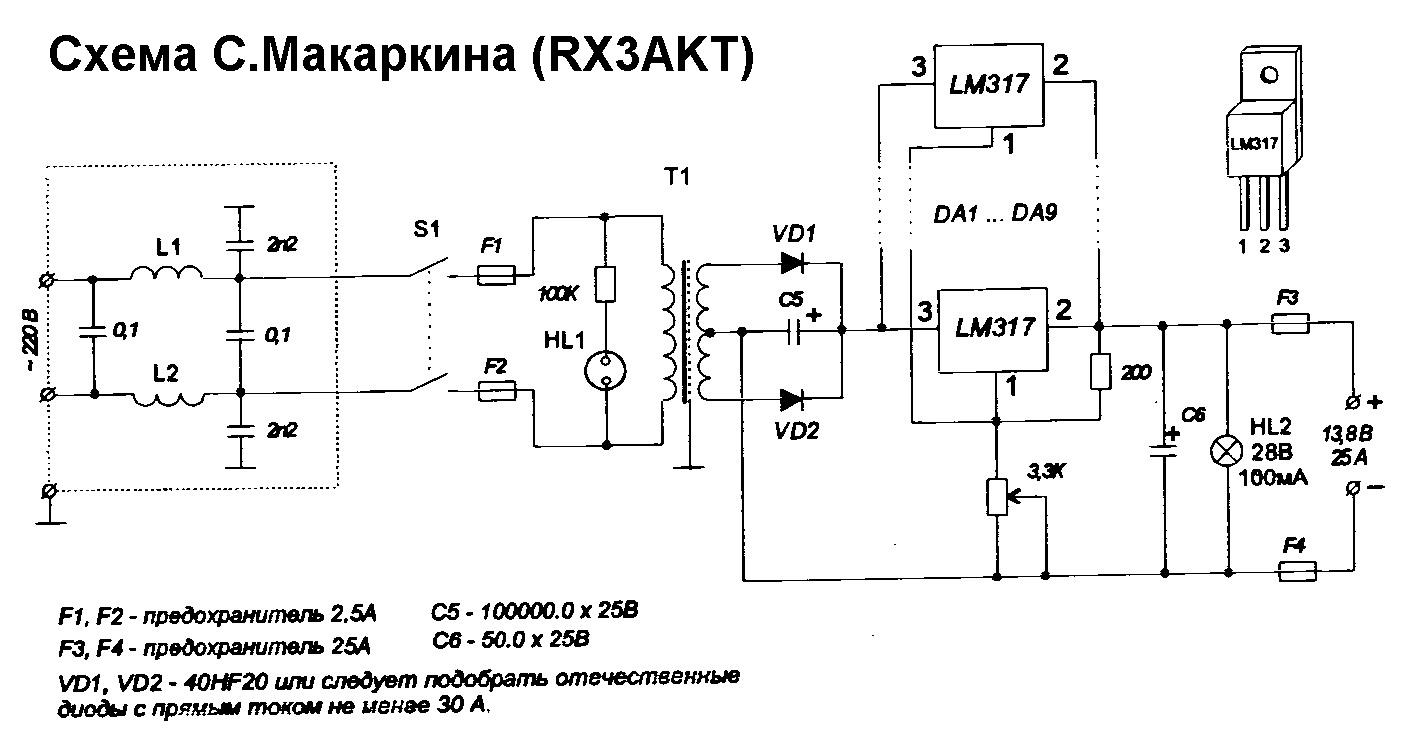 Схема С.Макаркина (RX3AKT)
3
LM317
2
1
LM317
1 2 3
DA1 ... DA9
T1
~ 220 В
L1
2n2
0,1
0,1
L2
2n2
S1
F1
F2
100К
HL1
VD1
C5
+
VD2
3
LM317
2
1
200
3,3К
C6
+
HL2
28В
100мА
F3
+
13,8В
25А
−
F4
F1, F2 - предохранитель 2,5А
C5 - 100000.0 x 25В
F3, F4 - предохранитель 25А
C6 - 50.0 x 25В
VD1, VD2 - 40HF20 или следует подобрать отечественные
диоды с прямым током не менее 30 А.